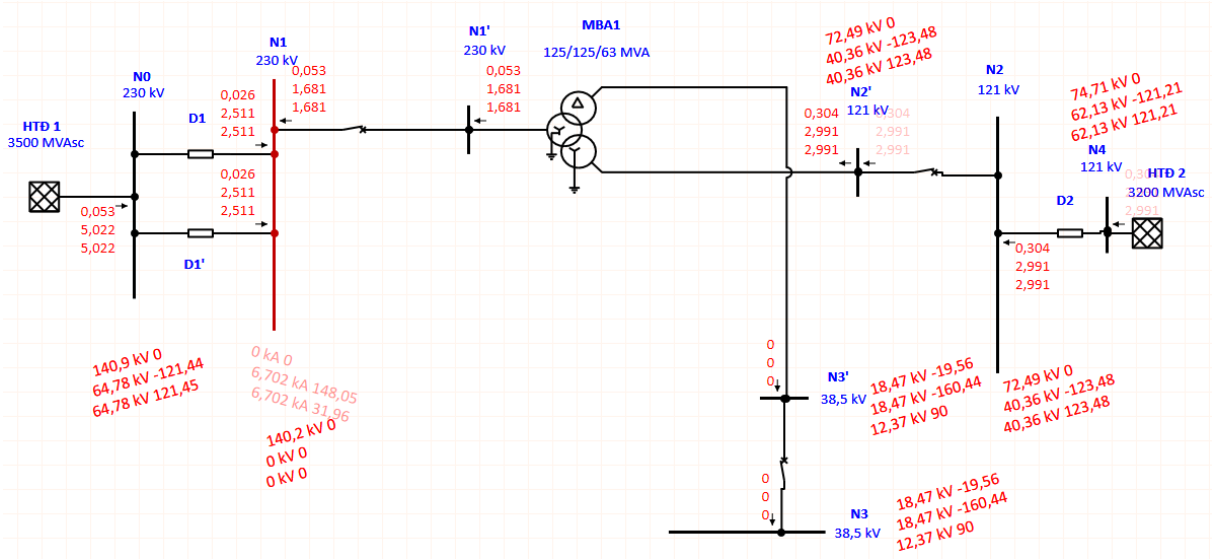 HTĐ 1
3500 MVAsc
N0
230 kV
0,053
5,022
5,022
D1
D1'
0,026
2,511
2,511
0,026
2,511
2,511
N1
230 kV
0,053
1,681
1,681
N1'
230 kV
0,053
1,681
1,681
MBA1
125/125/63 MVA
72,49 kV 0
40,36 kV -123,48
40,36 kV 123,48
N2'
121 kV
0,304
2,991
2,991
0,304
2,991
2,991
N2
121 kV
74,71 kV 0
62,13 kV -121,21
62,13 kV 121,21
N4
121 kV
HTĐ 2
3200 MVAsc
2,991
D2
0,304
2,991
2,991
140,9 kV 0
64,78 kV -121,44
64,78 kV 121,45
0 kA 0
6,702 kA 148,05
6,702 kA 31,96
140,2 kV 0
0 kV 0
0 kV 0
0
0
0
N3'
38,5 kV
18,47 kV -19,56
18,47 kV -160,44
12,37 kV 90
72,49 kV 0
40,36 kV -123,48
40,36 kV 123,48
0
0
0
N3
38,5 kV
18,47 kV -19,56
18,47 kV -160,44
12,37 kV 90